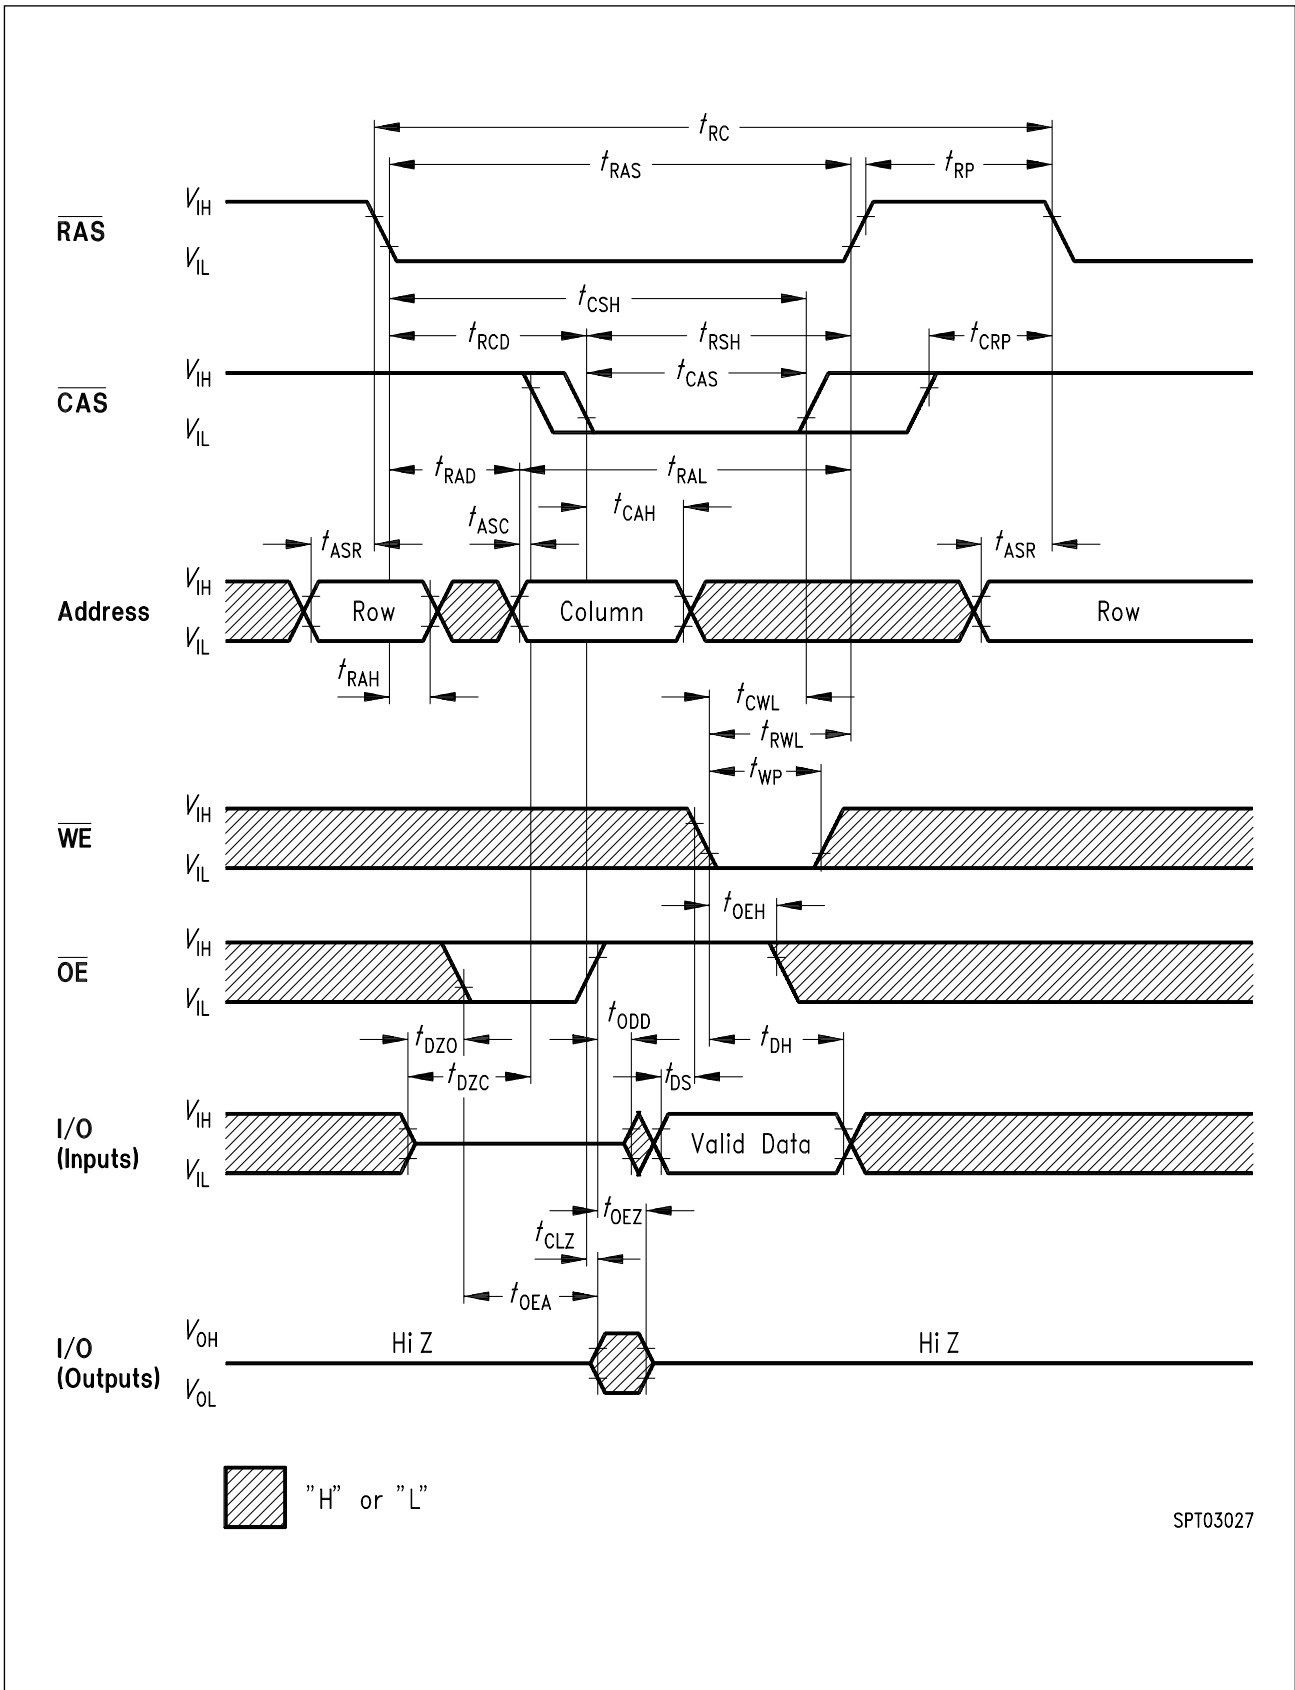 tRC
tRAS
tRP
RAS
VIH
VIL
tCSH
tRCD
tRSH
tCRP
tCAS
CAS
VIH
VIL
tRAD
tRAL
tASC
tCAH
tASR
tASR
Address
VIH
VIL
Row
Column
Row
tRAH
tCWL
tRWL
tWP
WE
VIH
VIL
tOEH
OE
VIH
VIL
tODD
tDZO
tDH
tDZC
tDS
I/O
(Inputs)
VIH
VIL
Valid Data
tOEZ
tCLZ
tOEA
I/O
(Outputs)
VOH
VOL
Hi Z
Hi Z
"H" or "L"
SPT03027